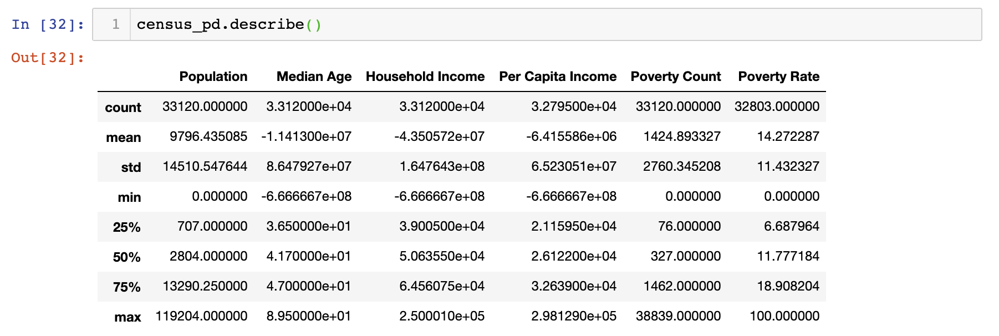 In [32]: 1 census_pd.describe()
Out[32]:
Population Median Age Household Income Per Capita Income Poverty Count Poverty Rate
count 33120.000000 3.312000e+04 3.312000e+04 3.279500e+04 33120.000000 32803.000000
mean 9796.435085 -1.141300e+07 -4.350572e+07 -6.415586e+06 1424.893327 14.272287
std 14510.547644 8.647927e+07 1.647643e+08 6.523051e+07 2760.345208 11.432327
min 0.000000 -6.666667e+08 -6.666667e+08 -6.666667e+08 0.000000 0.000000
25% 707.000000 3.650000e+01 3.900500e+04 2.115950e+04 76.000000 6.687964
50% 2804.000000 4.170000e+01 5.063550e+04 2.612200e+04 327.000000 11.777184
75% 13290.250000 4.700000e+01 6.456075e+04 3.263900e+04 1462.000000 18.908204
max 119204.000000 8.950000e+01 2.500010e+05 2.981290e+05 38839.000000 100.000000